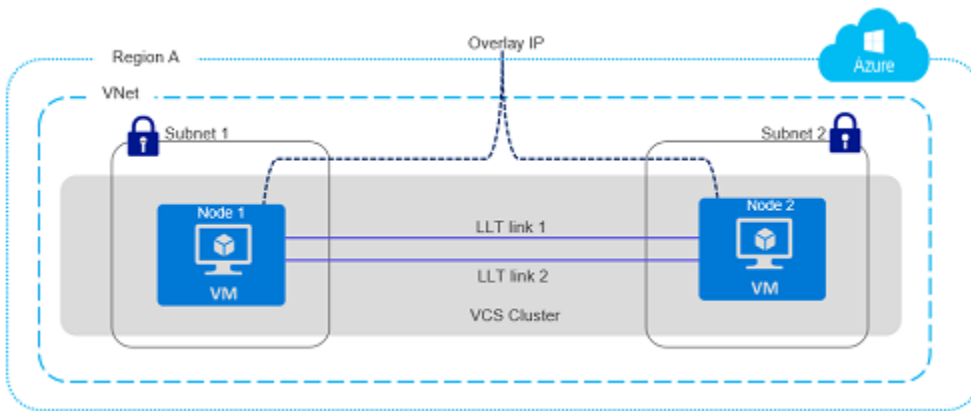 Overlay IP
Region A
Azure
VNet
Subnet 1
Subnet 2
Node 1
Node 2
LLT link 1
LLT link 2
VM
VM
VCS Cluster